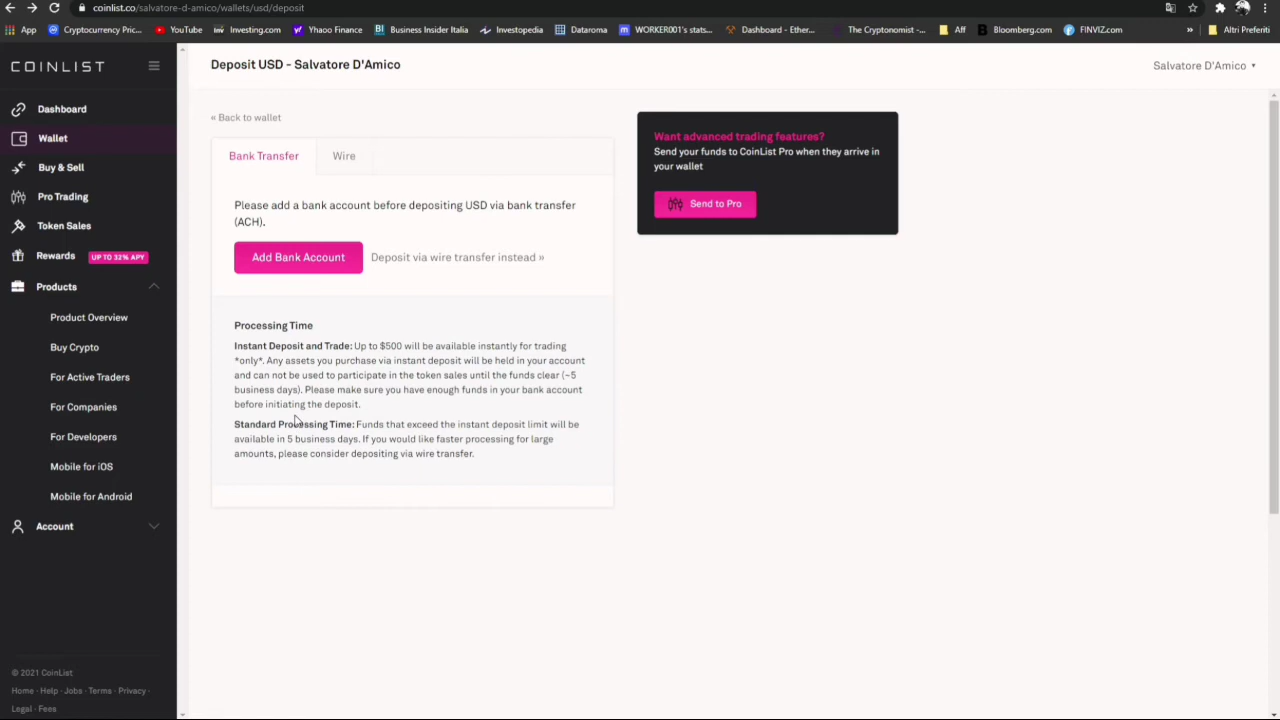 coinlist.co/salvatore-d-amico/wallets/usd/deposit
App
Cryptocurrency Pric...
YouTube
Investing.com
Yhaoo Finance
Business Insider Italia
Investopedia
Dataroma
WORKER001's stats...
Dashboard - Ether...
The Cryptonomist -...
Aff
Bloomberg.com
FINVIZ.com
»
Altri Preferiti
COINLIST
Dashboard
Wallet
Buy & Sell
Pro Trading
Token Sales
Rewards UP TO 32% APY
Products
Product Overview
Buy Crypto
For Active Traders
For Companies
For Developers
Mobile for iOS
Mobile for Android
Account
© 2021 CoinList
Home · Help · Jobs · Terms · Privacy ·
Legal · Fees
Deposit USD - Salvatore D'Amico
Salvatore D'Amico
« Back to wallet
Bank Transfer
Wire
Please add a bank account before depositing USD via bank transfer
(ACH).
Add Bank Account
Deposit via wire transfer instead »
Processing Time
Instant Deposit and Trade: Up to $500 will be available instantly for trading
*only*. Any assets you purchase via instant deposit will be held in your account
and can not be used to participate in the token sales until the funds clear (~5
business days). Please make sure you have enough funds in your bank account
before initiating the deposit.
Standard Processing Time: Funds that exceed the instant deposit limit will be
available in 5 business days. If you would like faster processing for large
amounts, please consider depositing via wire transfer.
Want advanced trading features?
Send your funds to CoinList Pro when they arrive in
your wallet
Send to Pro